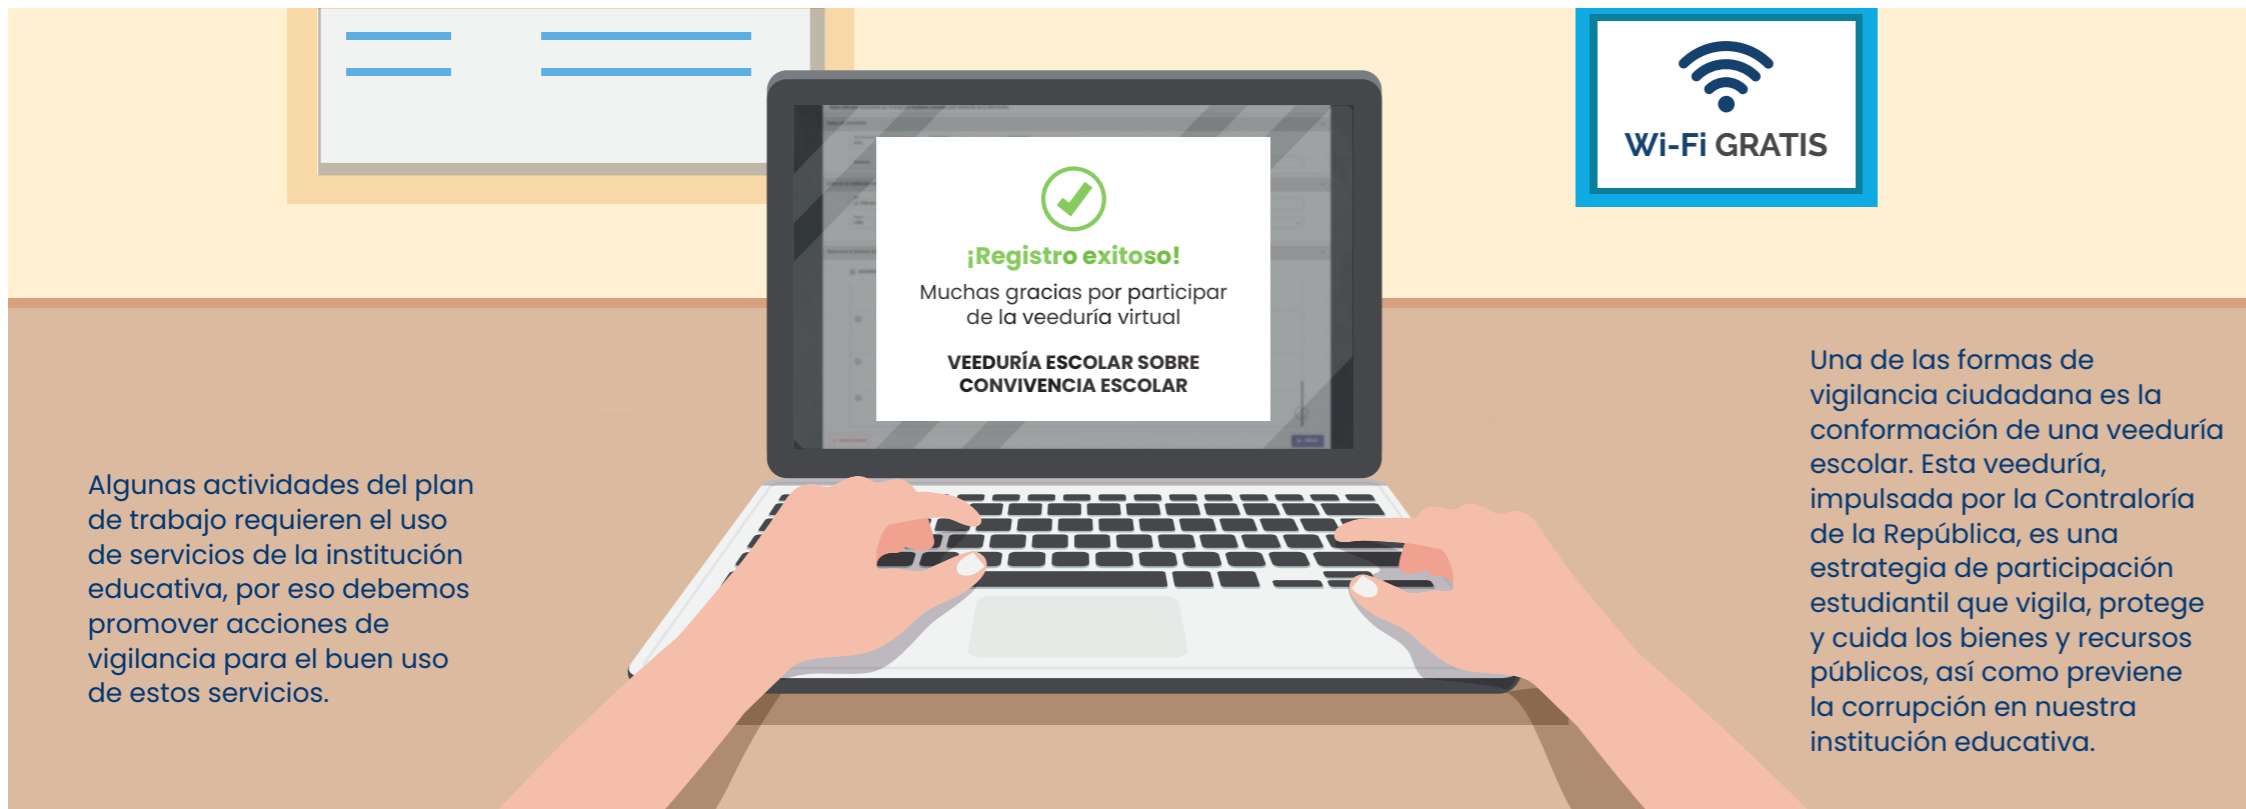 Wi-Fi GRATIS
¡Registro exitoso!
Muchas gracias por participar
de la veeduría virtual
VEEDURÍA ESCOLAR SOBRE
CONVIVENCIA ESCOLAR
Algunas actividades del plan
de trabajo requieren el uso
de servicios de la institución
educativa, por eso debemos
promover acciones de
vigilancia para el buen uso
de estos servicios.
Una de las formas de
vigilancia ciudadana es la
conformación de una veeduría
escolar. Esta veeduría,
impulsada por la Contraloría
de la República, es una
estrategia de participación
estudiantil que vigila, protege
y cuida los bienes y recursos
públicos, así como previene
la corrupción en nuestra
institución educativa.